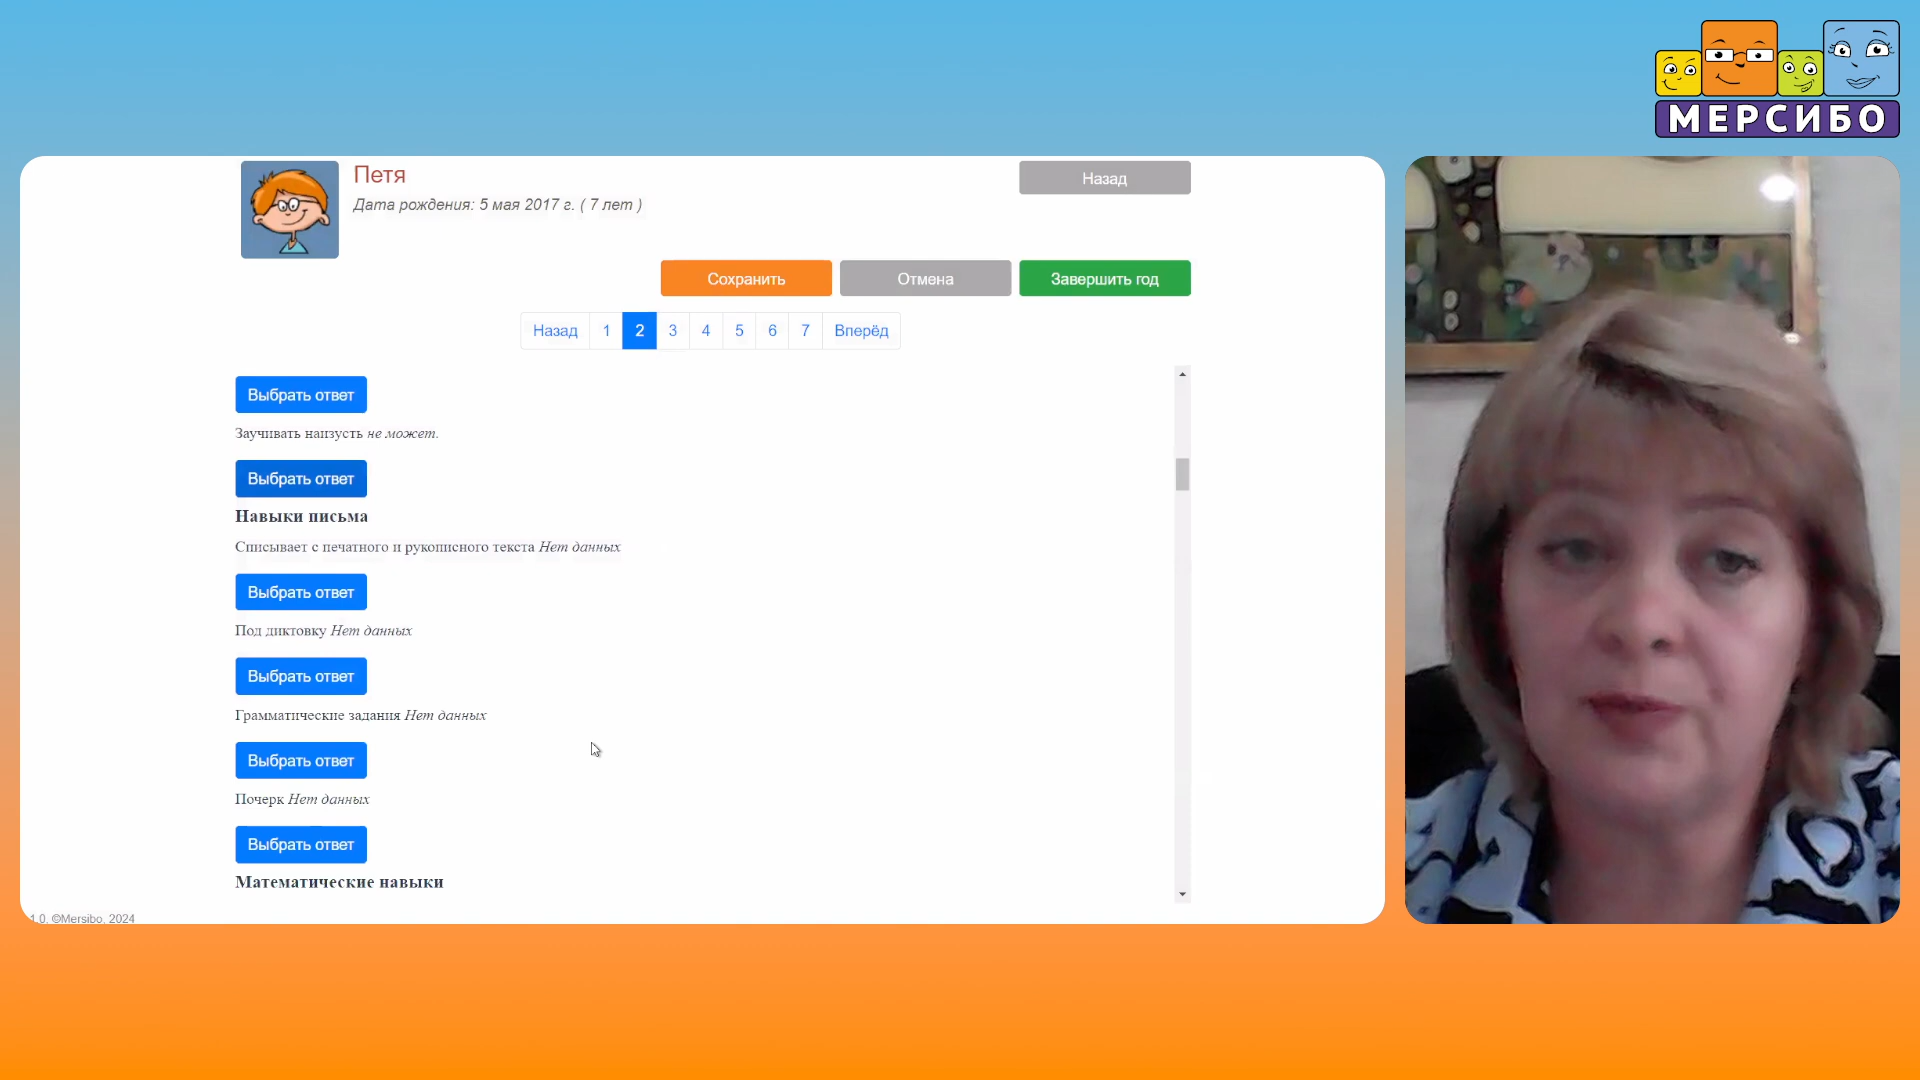 МЕРСИБО
Петя
Дата рождения: 5 мая 2017 г. ( 7 лет )
Назад
Сохранить
Отмена
Завершить год
Назад 1 2 3 4 5 6 7 Вперёд
Выбрать ответ
Заучивать наизусть не может.
Выбрать ответ
Навыки письма
Списывает с печатного и рукописного текста Нет данных
Выбрать ответ
Под диктовку Нет данных
Выбрать ответ
Грамматические задания Нет данных
Выбрать ответ
Почерк Нет данных
Выбрать ответ
Математические навыки
1.0. ©Mersibo, 2024